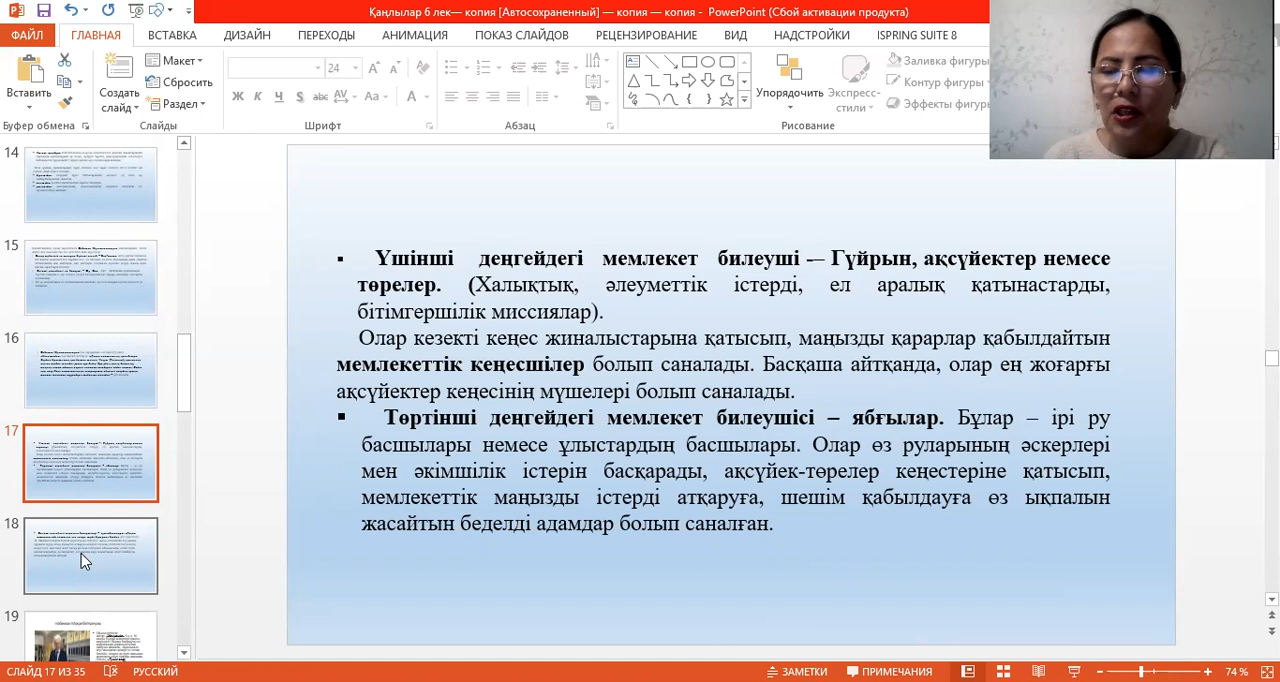 Қаңлылар 6 лек— копия [Автосохраненный] — копия — копия - PowerPoint (Сбой активации продукта)
ФАЙЛ ГЛАВНАЯ ВСТАВКА ДИЗАЙН ПЕРЕХОДЫ АНИМАЦИЯ ПОКАЗ СЛАЙДОВ РЕЦЕНЗИРОВАНИЕ ВИД НАДСТРОЙКИ ISPRING SUITE 8
Вставить
Создать слайд
Макет
Сбросить
Раздел
24
Ж К Ч S abc AV Aa A
Упорядочить
Экспресс-стили
Заливка фигуры
Контур фигуры
Эффекты фигур
Буфер обмена Слайды Шрифт Абзац Рисование
14
15
16
17
18
19
Үшінші деңгейдегі мемлекет билеуші -– Гүйрын, ақсүйектер немесе
төрелер. (Халықтық, әлеуметтік істерді, ел аралық қатынастарды,
бітімгершілік миссиялар).
Олар кезекті кеңес жиналыстарына қатысып, маңызды қарарлар қабылдайтын
мемлекеттік кеңесшілер болып саналады. Басқаша айтқанда, олар ең жоғарғы
ақсүйектер кеңесінің мүшелері болып саналады.
Төртінші деңгейдегі мемлекет билеушісі – ябғылар. Бұлар – ірі ру
басшылары немесе ұлыстардың басшылары. Олар өз руларының әскерлері
мен әкімшілік істерін басқарады, ақсүйек-төрелер кеңестеріне қатысып,
мемлекеттік маңызды істерді атқаруға, шешім қабылдауға өз ықпалын
жасайтын беделді адамдар болып саналған.
СЛАЙД 17 ИЗ 35 РУССКИЙ ЗАМЕТКИ ПРИМЕЧАНИЯ 74 %